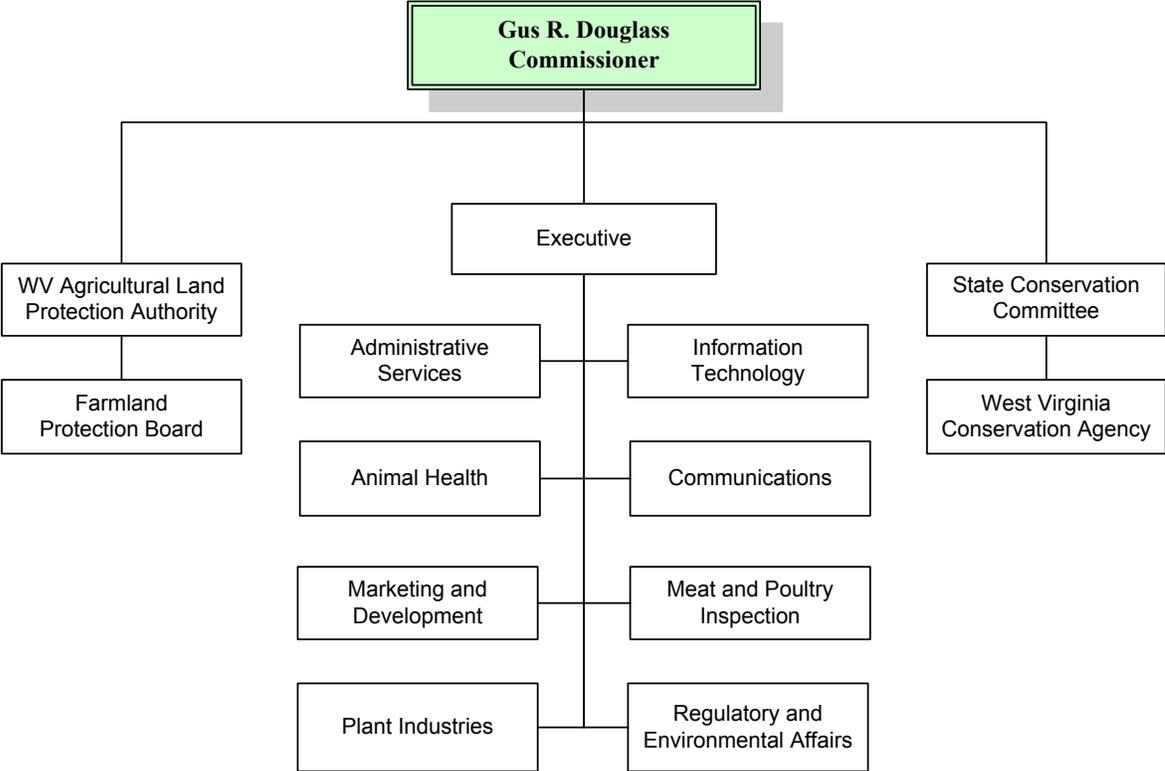 Gus R. Douglass
Commissioner
Executive
WV Agricultural Land
Protection Authority
State Conservation
Committee
Administrative
Services
Information
Technology
Farmland
Protection Board
West Virginia
Conservation Agency
Animal Health
Communications
Marketing and
Development
Meat and Poultry
Inspection
Plant Industries
Regulatory and
Environmental Affairs